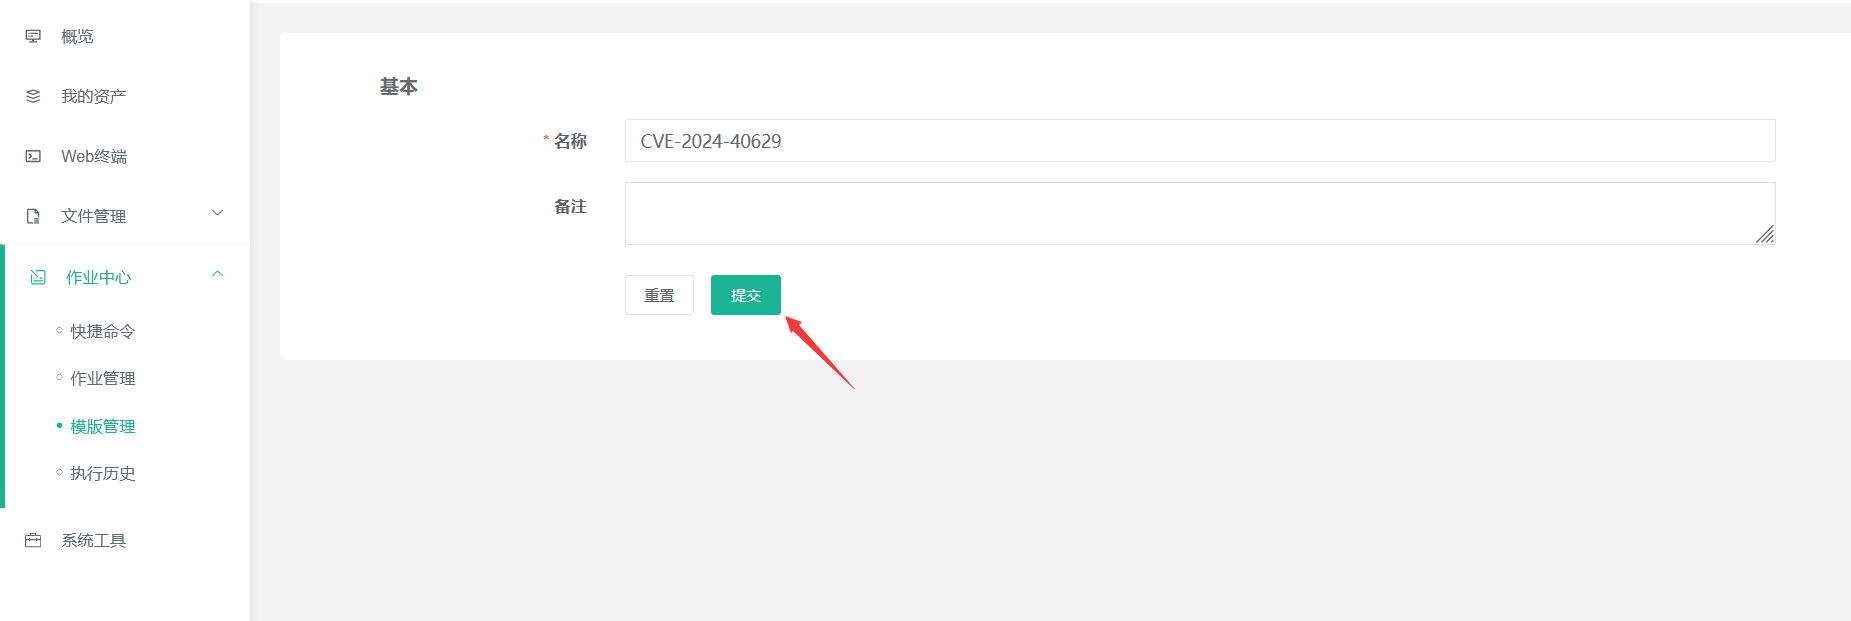 概览
我的资产
Web终端
文件管理
作业中心
快捷命令
作业管理
模版管理
执行历史
系统工具
基本
* 名称 CVE-2024-40629
备注
重置 提交